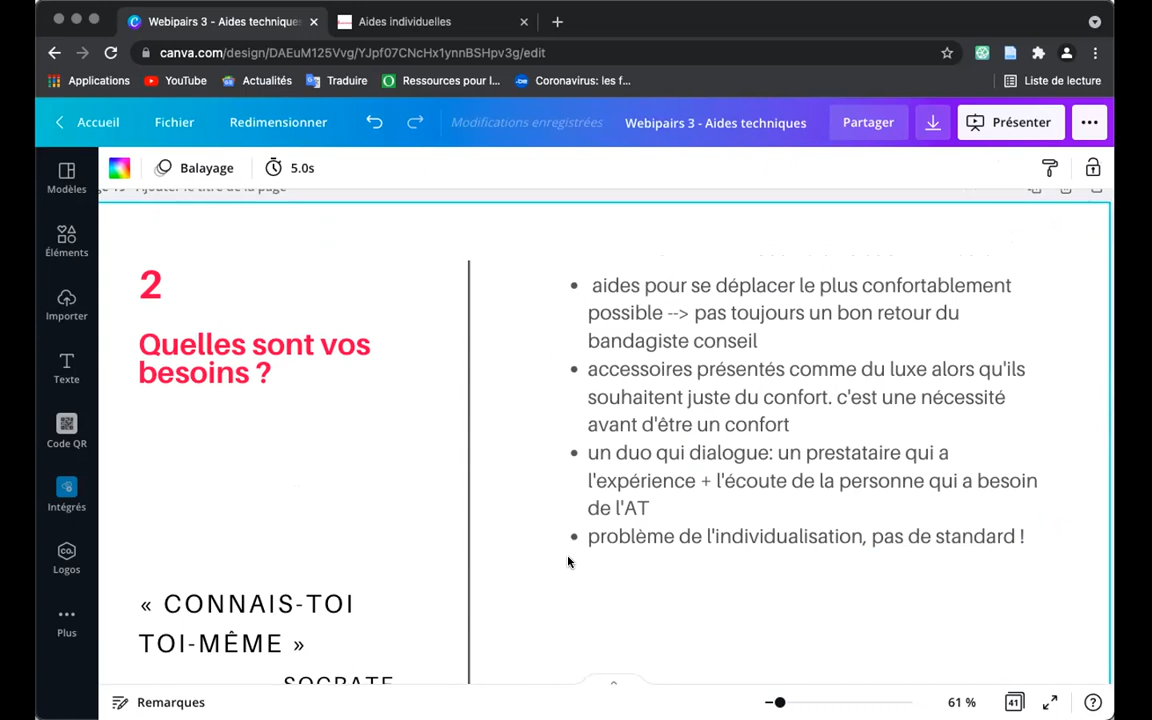 Webipairs 3 - Aides technique
Aides individuelles
canva.com/design/DAEuM125Vvg/YJpf07CNcHx1ynnBSHpv3g/edit
Applications
YouTube
Actualités
Traduire
Ressources pour l...
Coronavirus: les f...
Liste de lecture
Accueil
Fichier
Redimensionner
Modifications enregistrées
Webipairs 3 - Aides techniques
Partager
Présenter
Balayage
5.0s
Modèles
Éléments
Importer
Texte
Code QR
Intégrés
CO.
Logos
Plus
2
Quelles sont vos
besoins ?
« CONNAIS-TOI
TOI-MÊME »
SOCRATE
• aides pour se déplacer le plus confortablement
possible --> pas toujours un bon retour du
bandagiste conseil
• accessoires présentés comme du luxe alors qu'ils
souhaitent juste du confort. c'est une nécessité
avant d'être un confort
• un duo qui dialogue: un prestataire qui a
l'expérience + l'écoute de la personne qui a besoin
de l'AT
• problème de l'individualisation, pas de standard !
Remarques
61 %
41